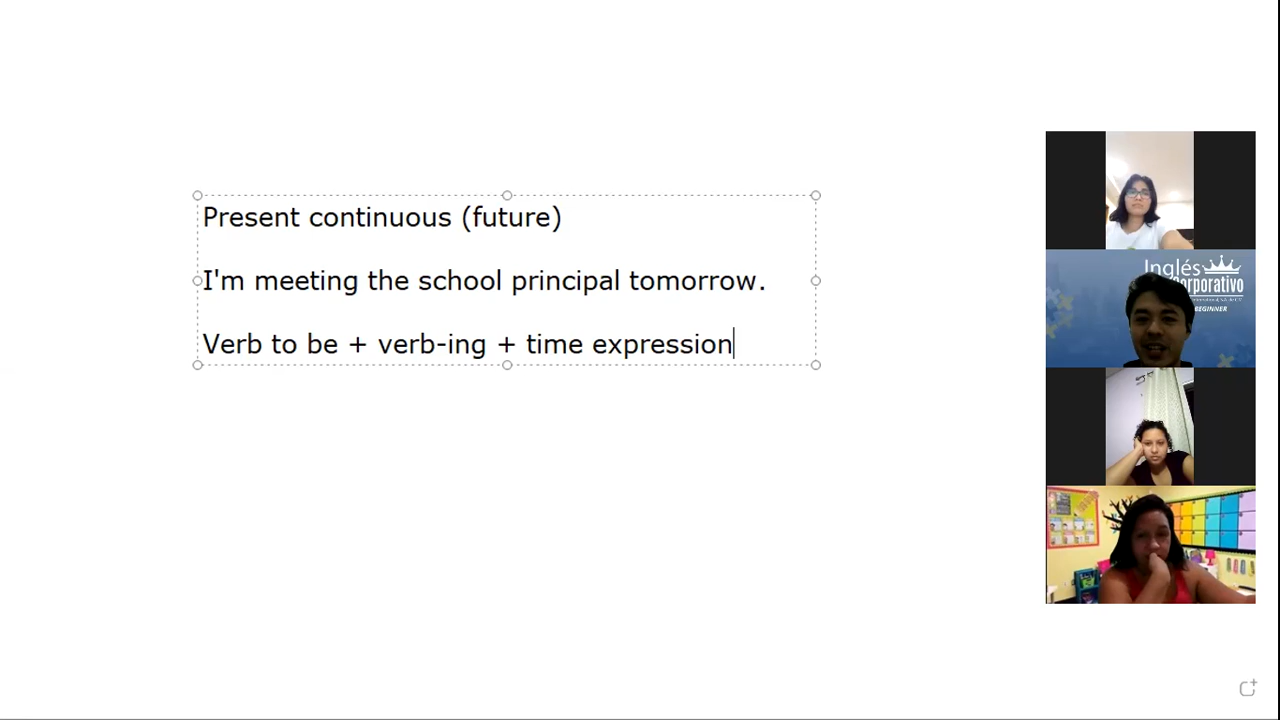 Present continuous (future)
I'm meeting the school principal tomorrow.
Verb to be + verb-ing + time expression
Inglés
Corporativo
BEGINNER